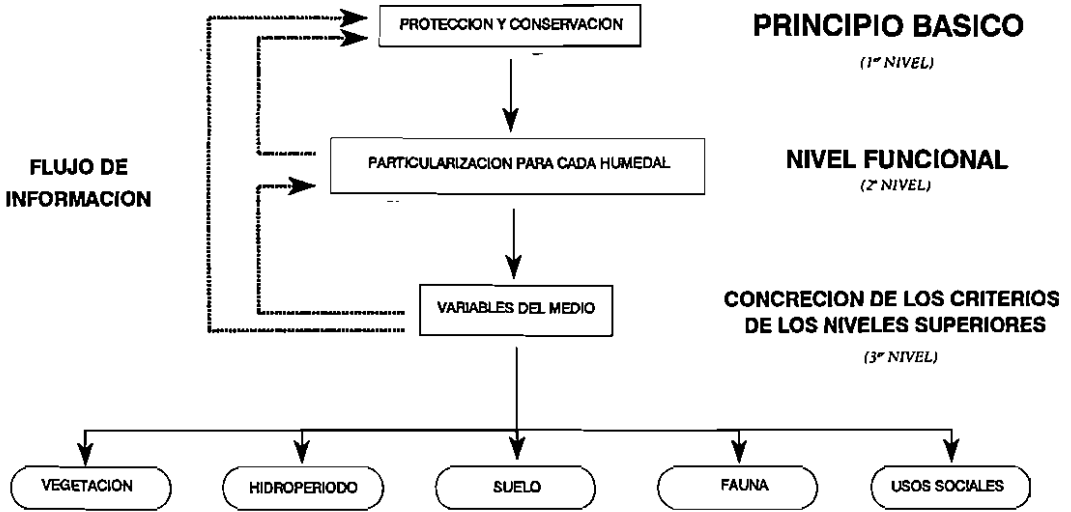 PROTECCION Y CONSERVACION
PRINCIPIO BASICO
(1er NIVEL)
FLUJO DE
INFORMACION
PARTICULARIZACION PARA CADA HUMEDAL
NIVEL FUNCIONAL
(2º NIVEL)
VARIABLES DEL MEDIO
CONCRECION DE LOS CRITERIOS
DE LOS NIVELES SUPERIORES
(3er NIVEL)
VEGETACION
HIDROPERIODO
SUELO
FAUNA
USOS SOCIALES